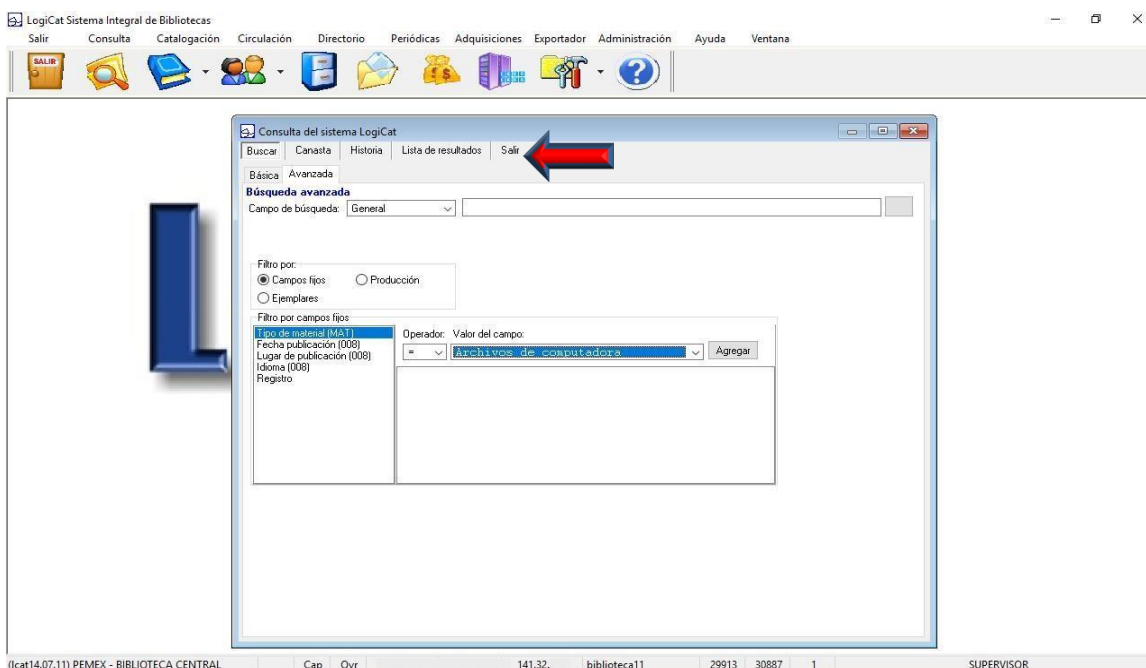 LogiCat Sistema Integral de Bibliotecas
Salir Consulta Catalogación Circulación Directorio Periódicas Adquisiciones Exportador Administración Ayuda Ventana
SALIR
$
?
Consulta del sistema LogiCat
Buscar Canasta Historia Lista de resultados Salir
Básica Avanzada
Búsqueda avanzada
Campo de búsqueda: General
L
Filtro por:
Campos fijos Producción
Ejemplares
Filtro por campos fijos
Tipo de material (MAT) Operador: Valor del campo:
Fecha publicación (008)
Lugar de publicación (008) = Archivos de computadora Agregar
Idioma (008)
Registro
(lcat14.07.11) PEMEX - BIBLIOTECA CENTRAL Cap Ovr 141.32. biblioteca11 29913 30887 1 SUPERVISOR